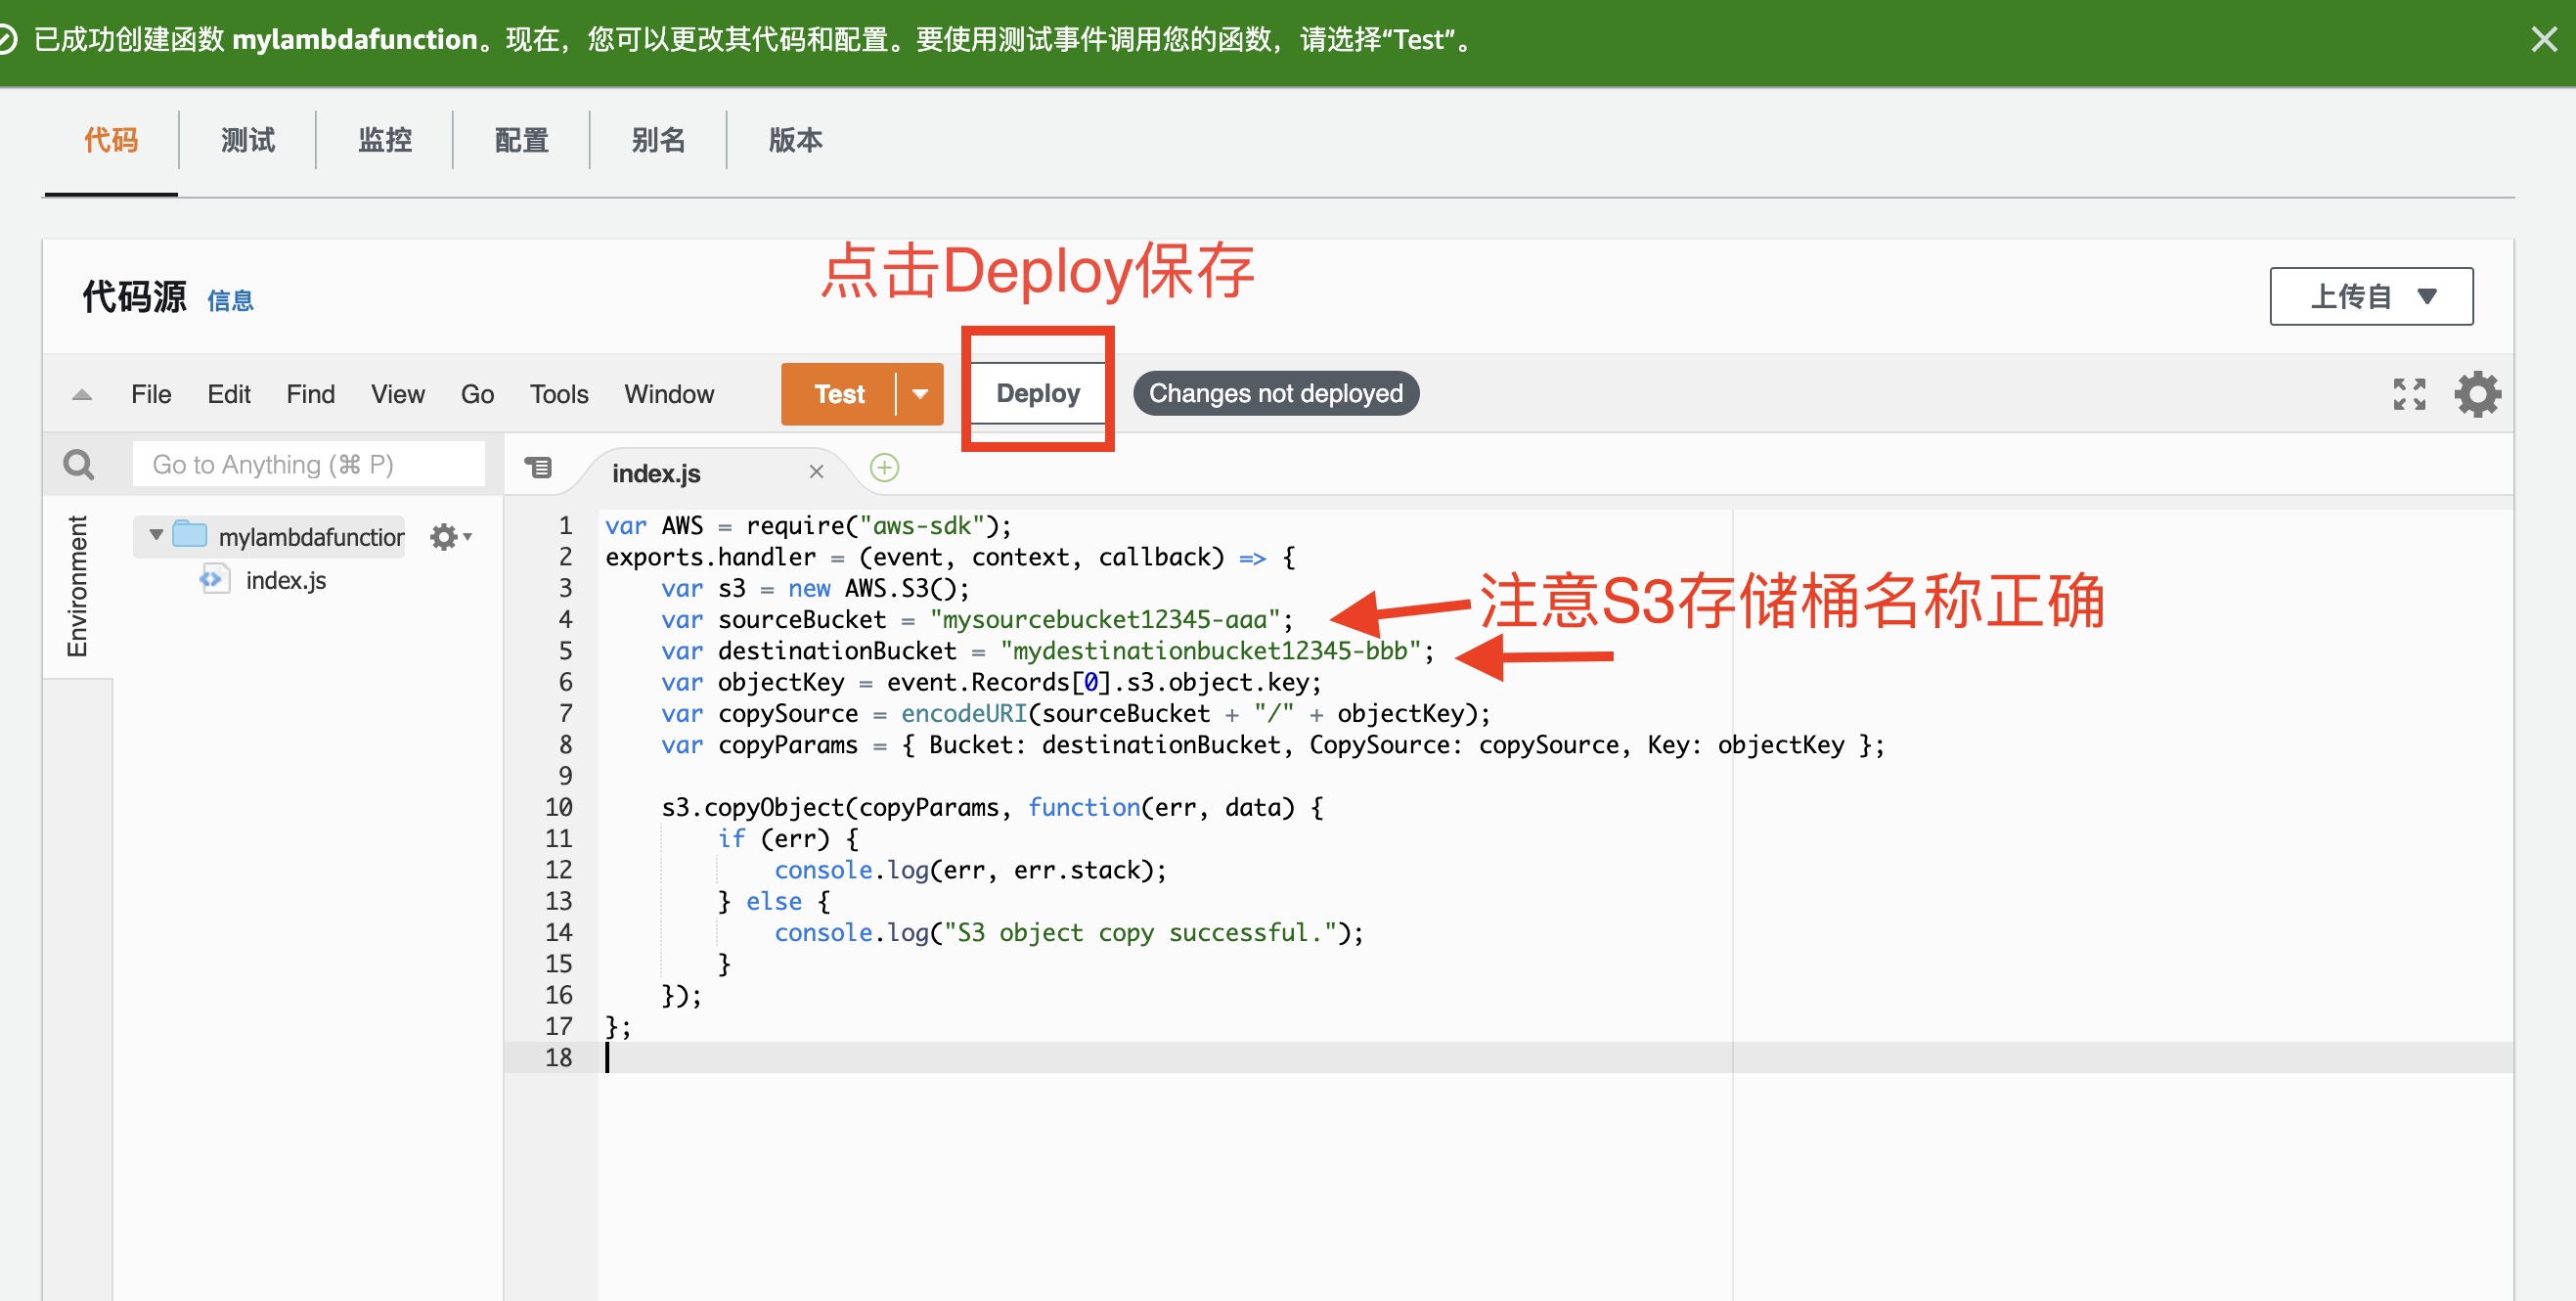 已成功创建函数 mylambdafunction。现在，您可以更改其代码和配置。要使用测试事件调用您的函数，请选择“Test”。
代码 测试 监控 配置 别名 版本
点击Deploy保存
代码源 信息 上传自
File Edit Find View Go Tools Window Test Deploy Changes not deployed
Go to Anything (⌘ P) index.js
Environment
mylambdafunction
index.js
1 var AWS = require("aws-sdk");
2 exports.handler = (event, context, callback) => {
3     var s3 = new AWS.S3();
注意S3存储桶名称正确
4     var sourceBucket = "mysourcebucket12345-aaa";
5     var destinationBucket = "mydestinationbucket12345-bbb";
6     var objectKey = event.Records[0].s3.object.key;
7     var copySource = encodeURI(sourceBucket + "/" + objectKey);
8     var copyParams = { Bucket: destinationBucket, CopySource: copySource, Key: objectKey };
9
10     s3.copyObject(copyParams, function(err, data) {
11         if (err) {
12             console.log(err, err.stack);
13         } else {
14             console.log("S3 object copy successful.");
15         }
16     });
17 };
18